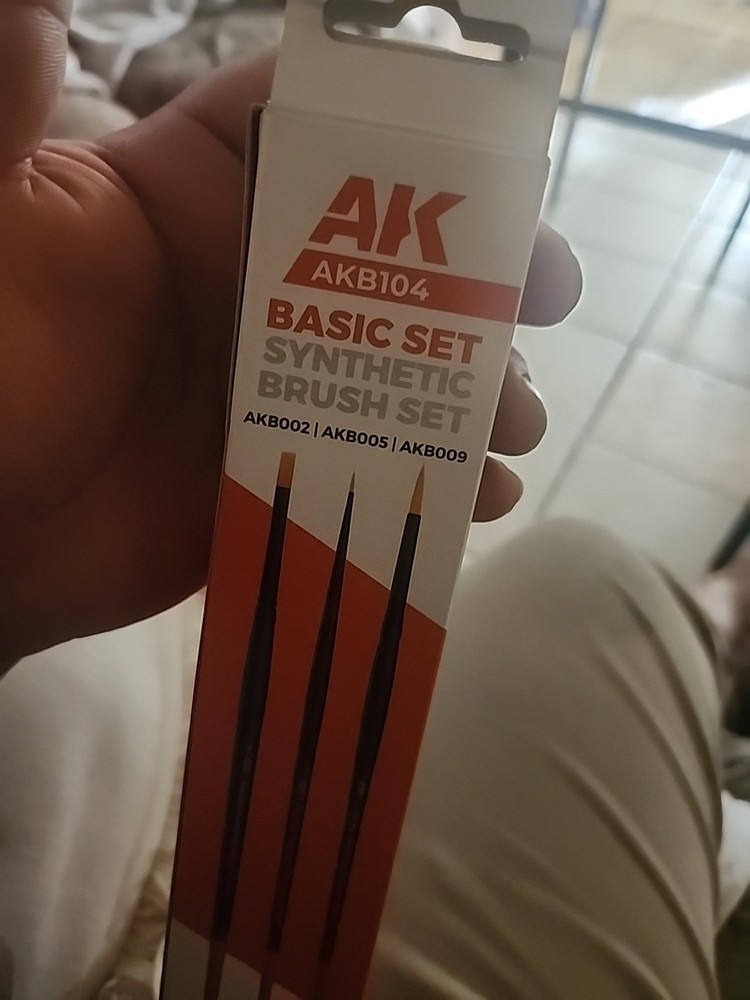 AK
AKB104
BASIC SET
SYNTHETIC
BRUSH SET
AKB002 | AKB005 | AKB009